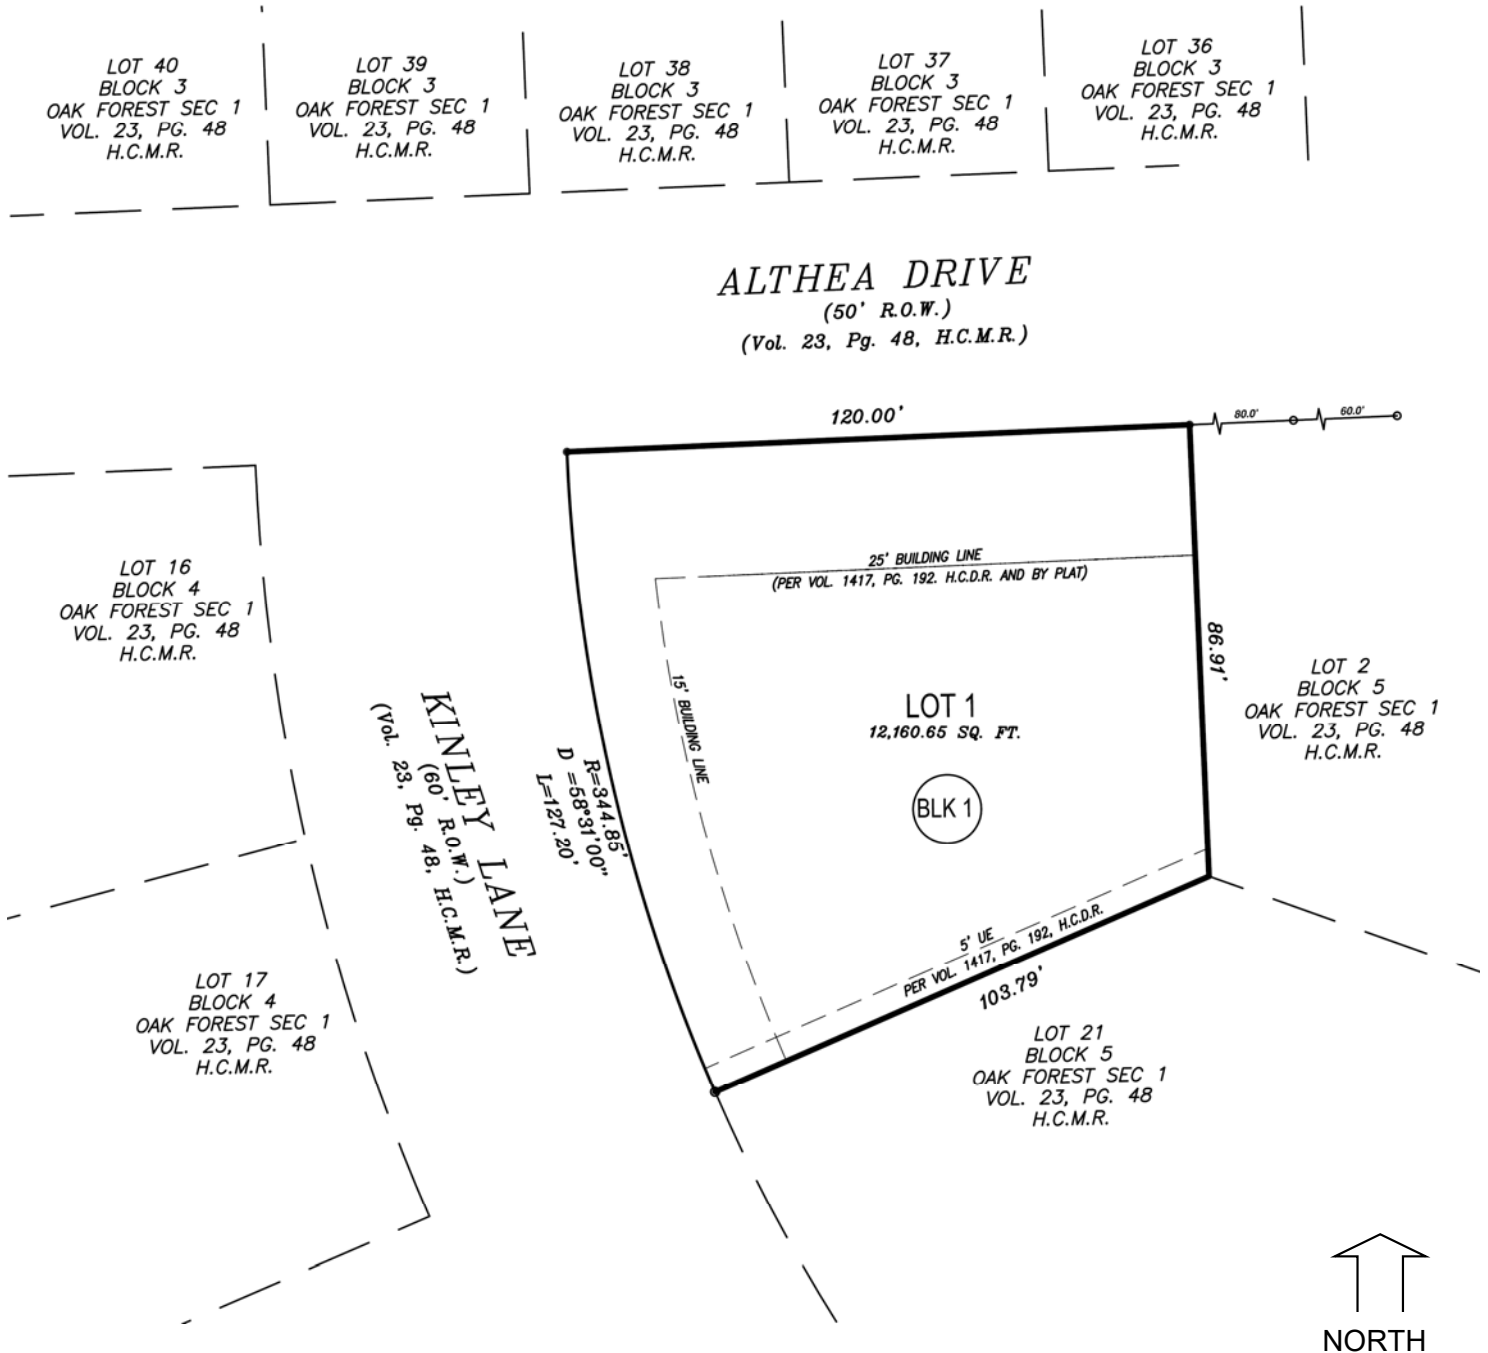 LOT 40
BLOCK 3
OAK FOREST SEC 1
VOL. 23, PG. 48
H.C.M.R.
LOT 39
BLOCK 3
OAK FOREST SEC 1
VOL. 23, PG. 48
H.C.M.R.
LOT 38
BLOCK 3
OAK FOREST SEC 1
VOL. 23, PG. 48
H.C.M.R.
LOT 37
BLOCK 3
OAK FOREST SEC 1
VOL. 23, PG. 48
H.C.M.R.
LOT 36
BLOCK 3
OAK FOREST SEC 1
VOL. 23, PG. 48
H.C.M.R.
ALTHEA DRIVE
(50' R.O.W.)
(Vol. 23, Pg. 48, H.C.M.R.)
120.00'
80.0'
60.0'
25' BUILDING LINE
(PER VOL. 1417, PG. 192. H.C.D.R. AND BY PLAT)
LOT 16
BLOCK 4
OAK FOREST SEC 1
VOL. 23, PG. 48
H.C.M.R.
KINLEY LANE
(60' R.O.W.)
(Vol. 23, Pg. 48, H.C.M.R.)
R=344.85'
D =58°31'00"
L=127.20'
15' BUILDING LINE
LOT 1
12,160.65 SQ. FT.
BLK 1
86.91'
LOT 2
BLOCK 5
OAK FOREST SEC 1
VOL. 23, PG. 48
H.C.M.R.
5' UE
PER VOL. 1417, PG. 192, H.C.D.R.
103.79'
LOT 17
BLOCK 4
OAK FOREST SEC 1
VOL. 23, PG. 48
H.C.M.R.
LOT 21
BLOCK 5
OAK FOREST SEC 1
VOL. 23, PG. 48
H.C.M.R.
NORTH